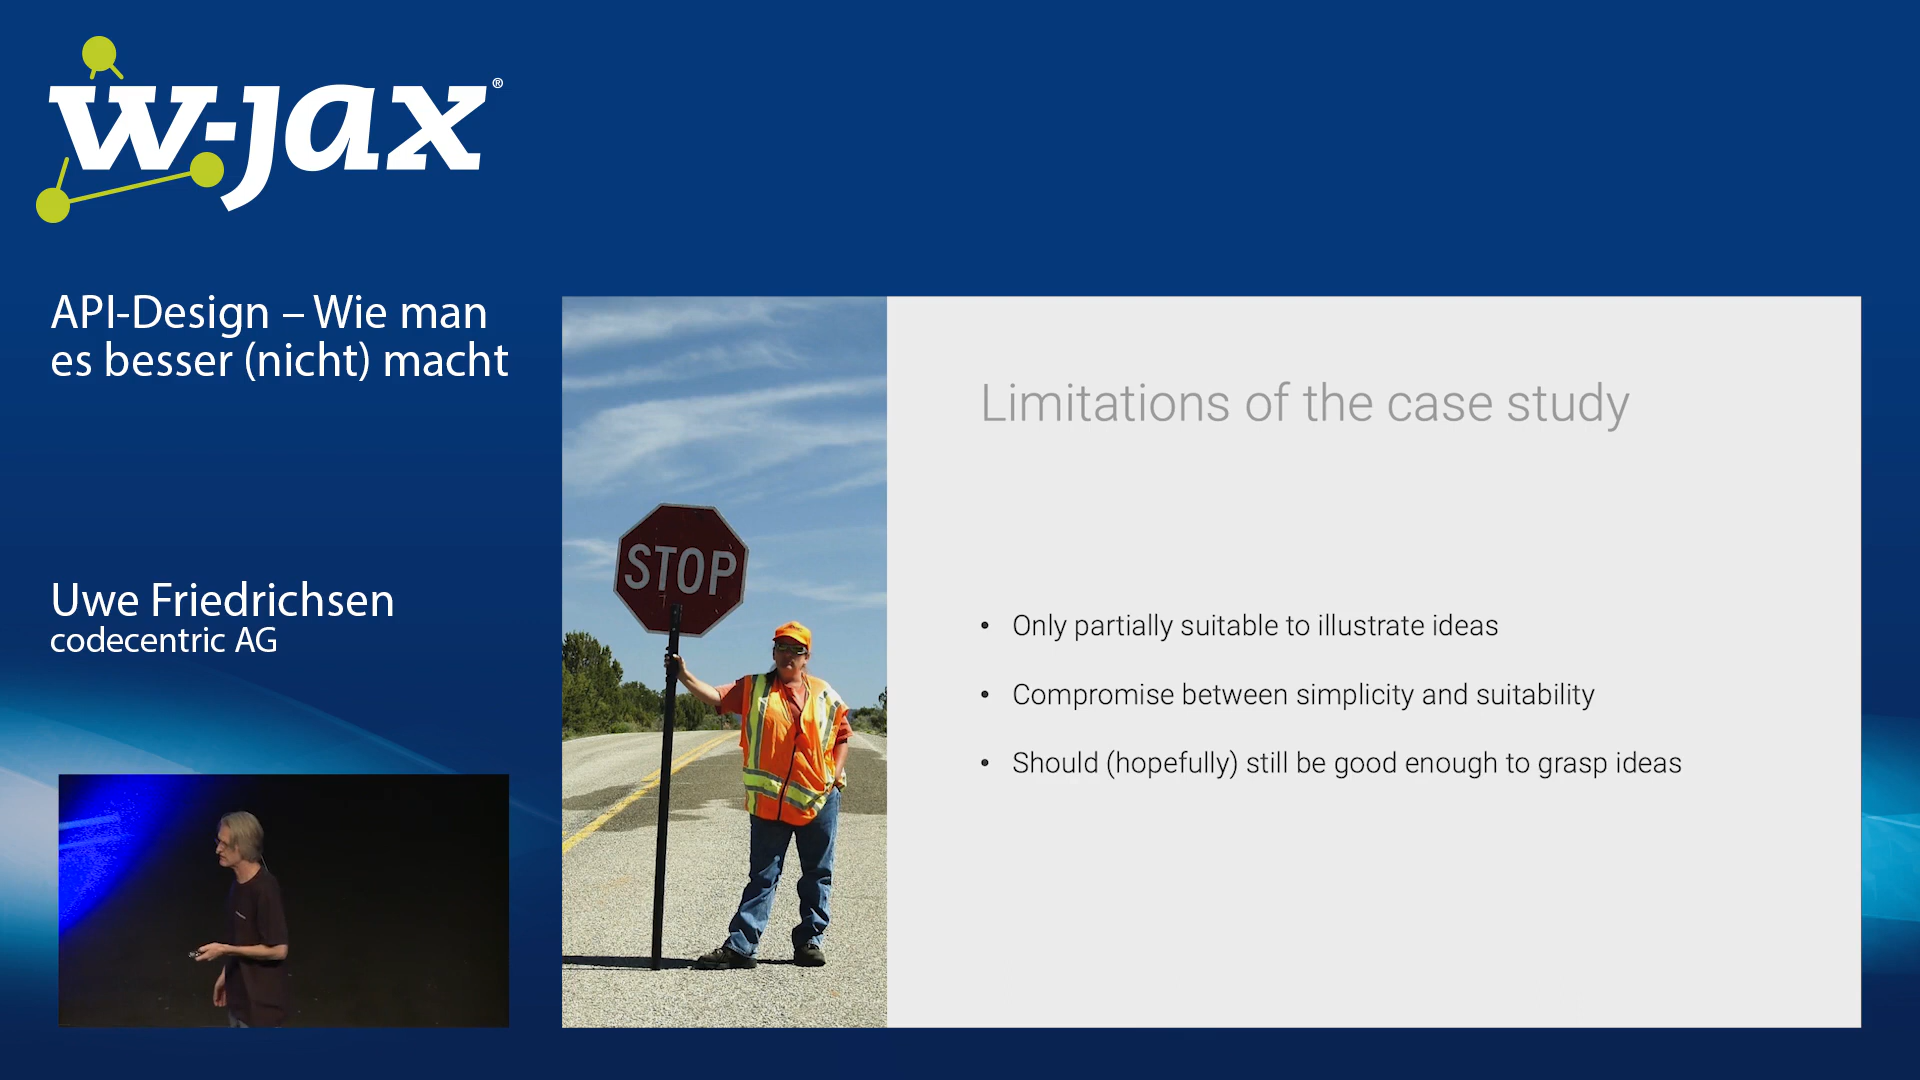 w-jax®
API-Design – Wie man
es besser (nicht) macht
Uwe Friedrichsen
codecentric AG
STOP
Limitations of the case study
• Only partially suitable to illustrate ideas
• Compromise between simplicity and suitability
• Should (hopefully) still be good enough to grasp ideas